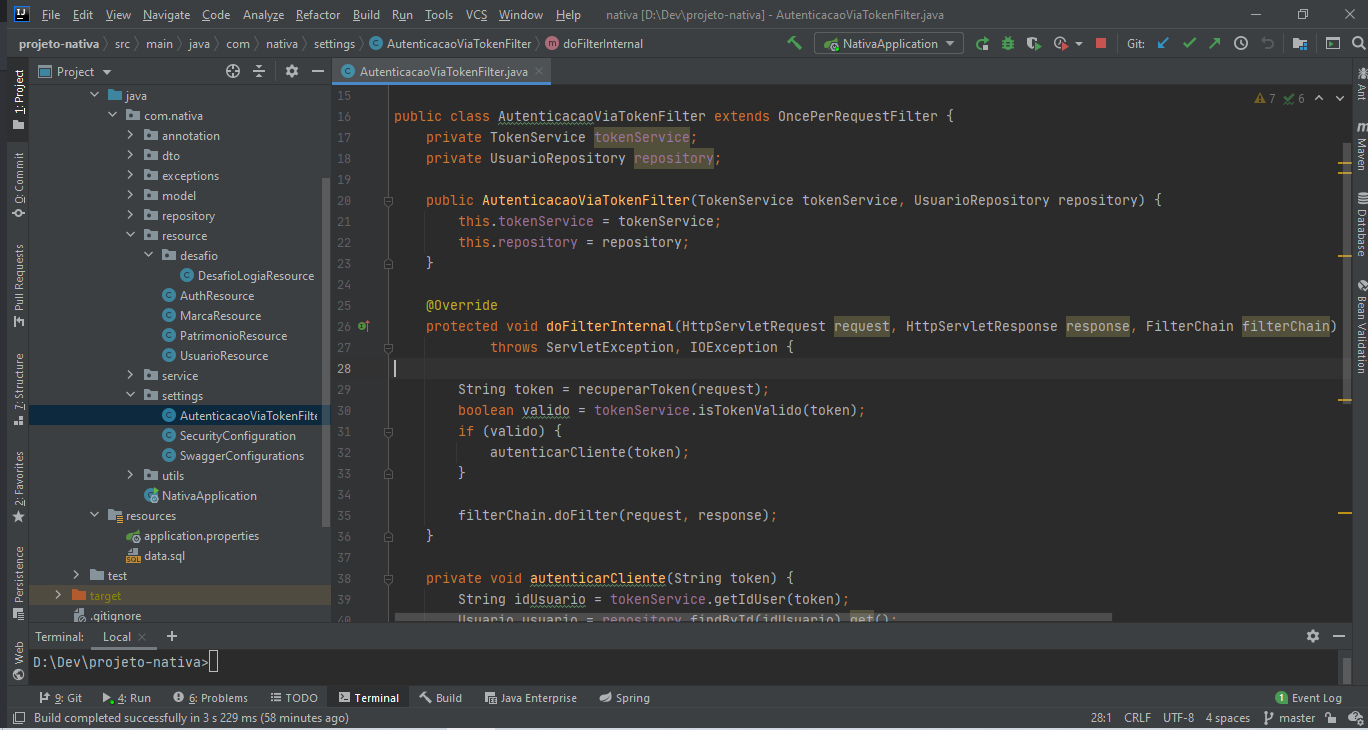 File Edit View Navigate Code Analyze Refactor Build Run Tools VCS Window Help nativa [D:\Dev\projeto-nativa] - AutenticacaoViaTokenFilter.java
projeto-nativa src main java com nativa settings AutenticacaoViaTokenFilter doFilterInternal NativaApplication Git:
Project
AutenticacaoViaTokenFilter.java
1: Project
0: Commit
Pull Requests
7: Structure
2: Favorites
Persistence
Web
java
com.nativa
annotation
dto
exceptions
model
repository
resource
desafio
DesafioLogiaResource
AuthResource
MarcaResource
PatrimonioResource
UsuarioResource
service
settings
AutenticacaoViaTokenFilte
SecurityConfiguration
SwaggerConfigurations
utils
NativaApplication
resources
application.properties
data.sql
test
target
.gitignore
7 6
15
16 public class AutenticacaoViaTokenFilter extends OncePerRequestFilter {
17 private TokenService tokenService;
18 private UsuarioRepository repository;
19
20 public AutenticacaoViaTokenFilter(TokenService tokenService, UsuarioRepository repository) {
21 this.tokenService = tokenService;
22 this.repository = repository;
23 }
24
25 @Override
26 protected void doFilterInternal(HttpServletRequest request, HttpServletResponse response, FilterChain filterChain)
27 throws ServletException, IOException {
28
29 String token = recuperarToken(request);
30 boolean valido = tokenService.isTokenValido(token);
31 if (valido) {
32 autenticarCliente(token);
33 }
34
35 filterChain.doFilter(request, response);
36 }
37
38 private void autenticarCliente(String token) {
39 String idUsuario = tokenService.getIdUser(token);
40 Usuario usuario = repository.findById(idUsuario).get();
Ant
Maven
Database
Bean Validation
Terminal: Local
D:\Dev\projeto-nativa>
9: Git 4: Run 6: Problems TODO Terminal Build Java Enterprise Spring 1 Event Log
Build completed successfully in 3 s 229 ms (58 minutes ago) 28:1 CRLF UTF-8 4 spaces master